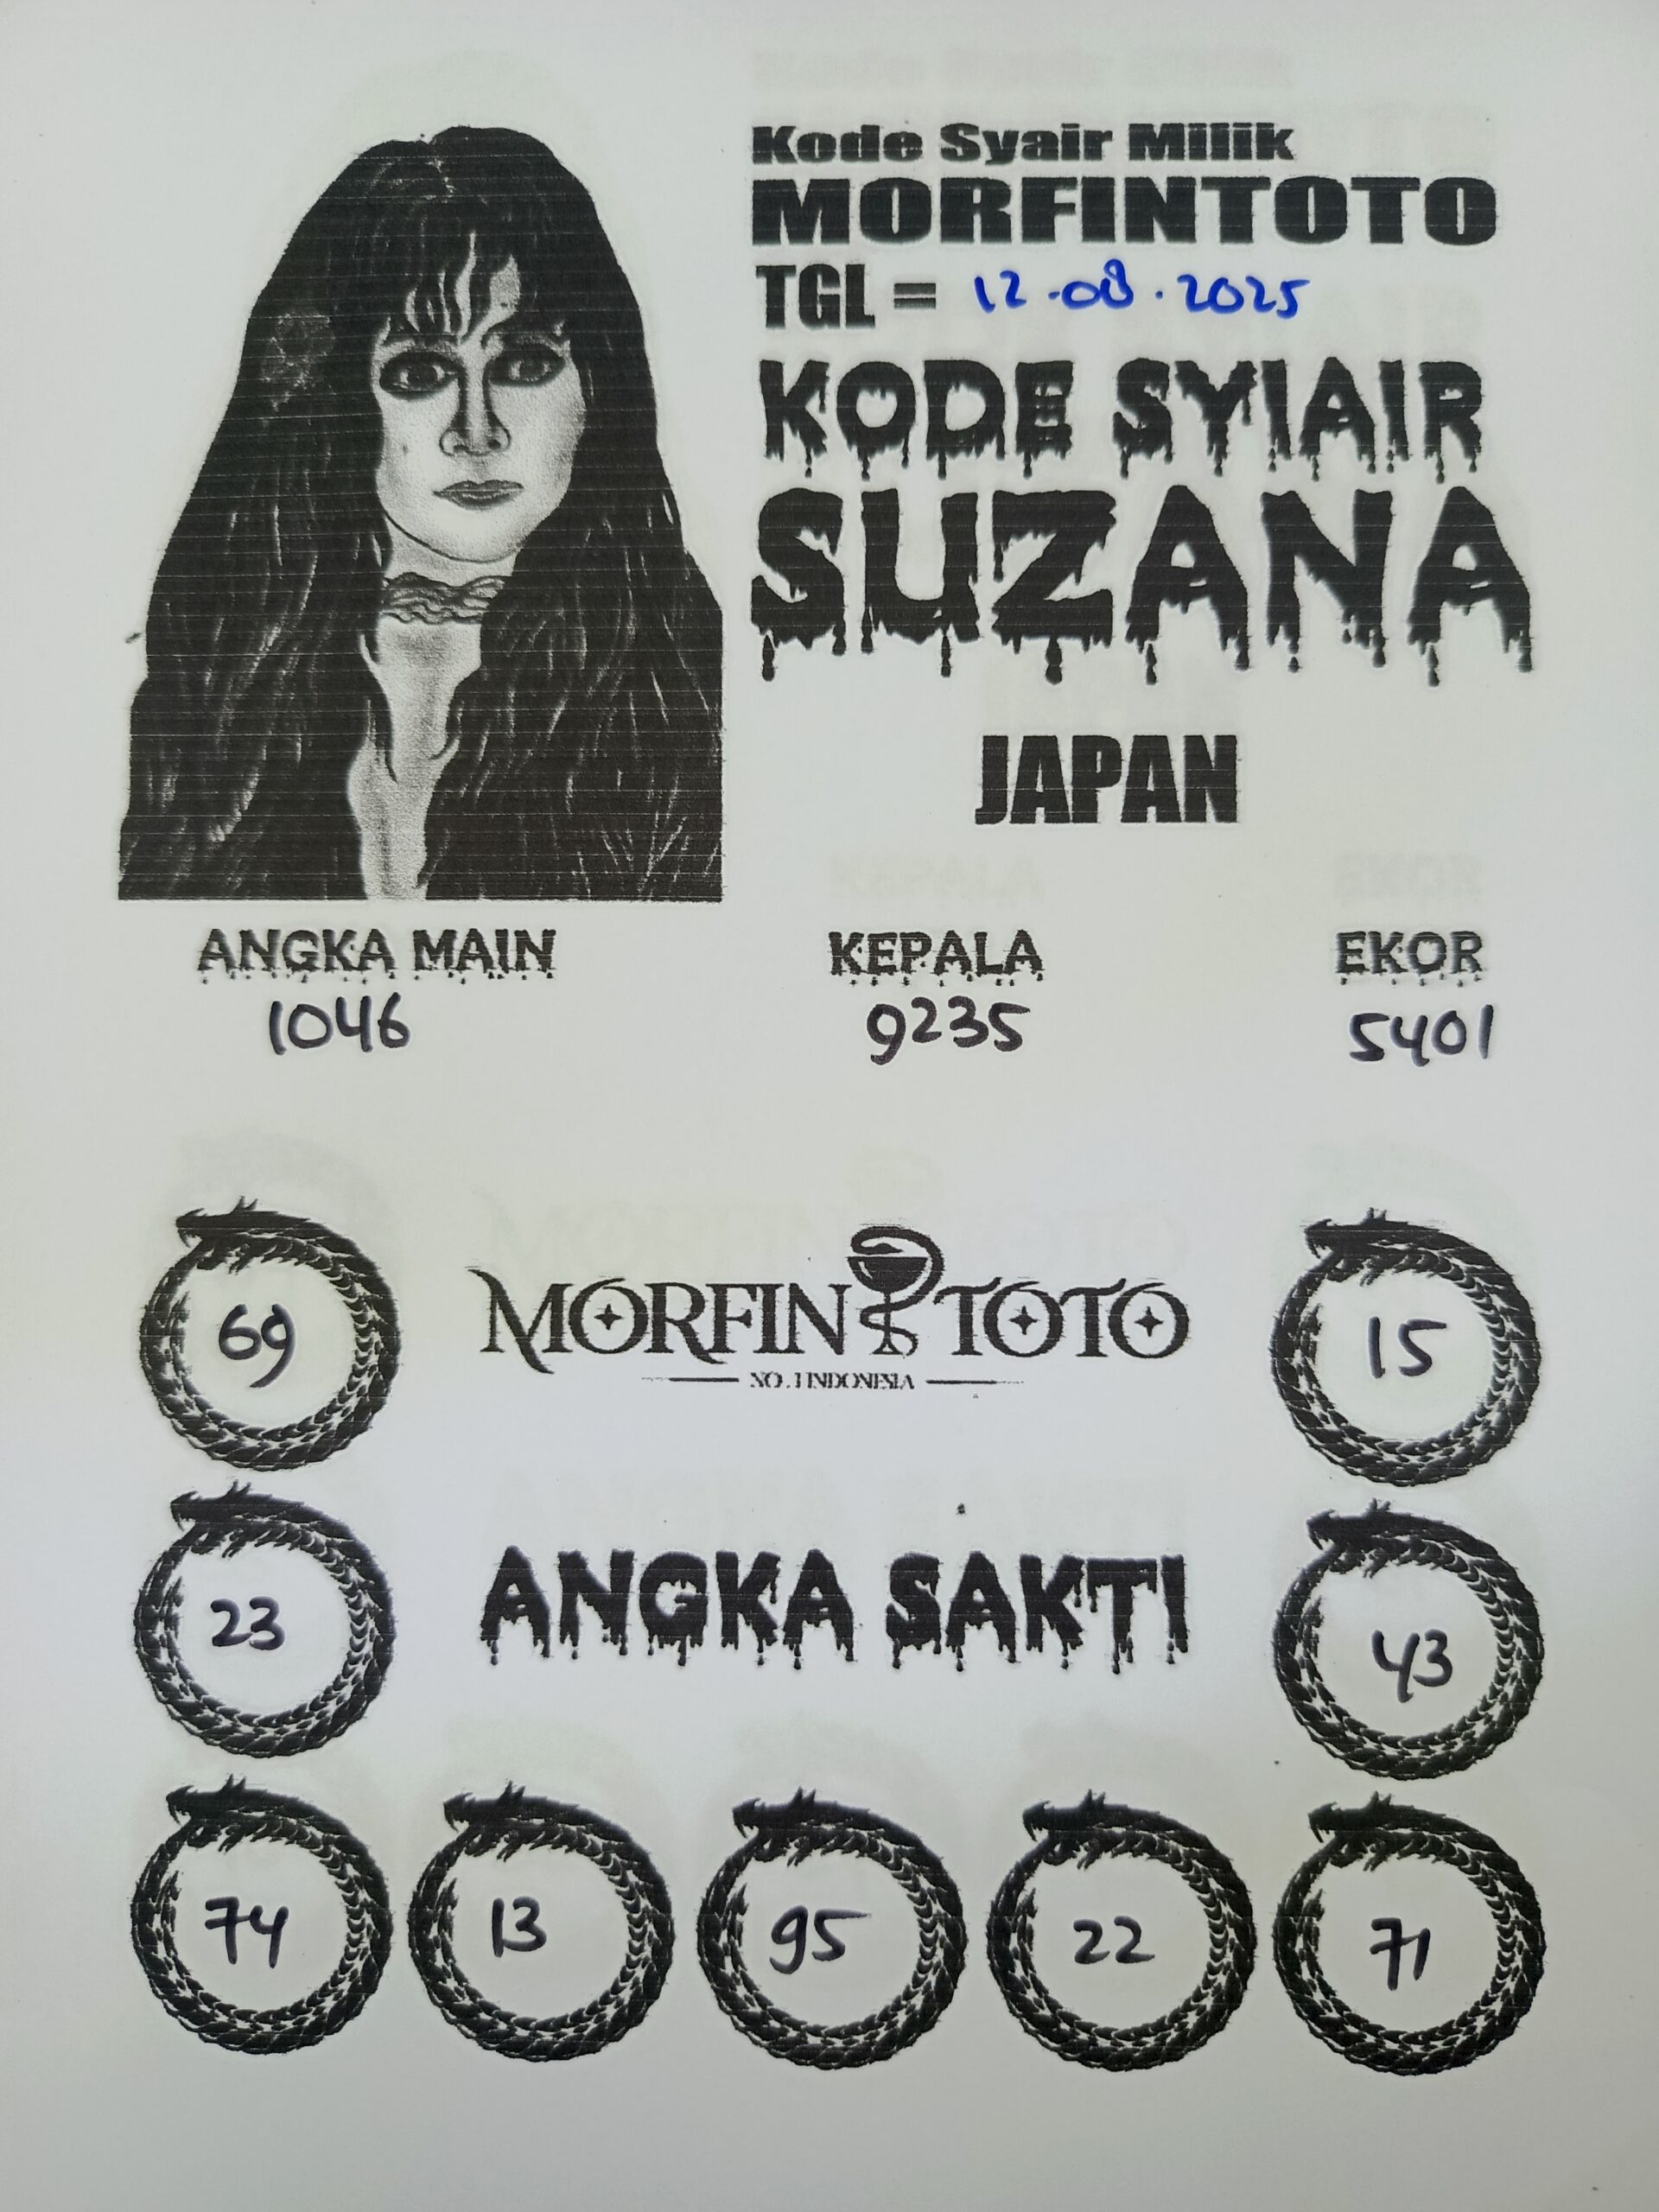 Kode Syair Milik
MORFINTOTO
TGL = 12-08-2025
KODE SYIAIR
SUZANA
JAPAN
ANGKA MAIN KEPALA EKOR
1046 9235 5401
69 MORFIN TOTO 15
NO.1 INDONESIA
23 ANGKA SAKTI 43
74 13 95 22 71